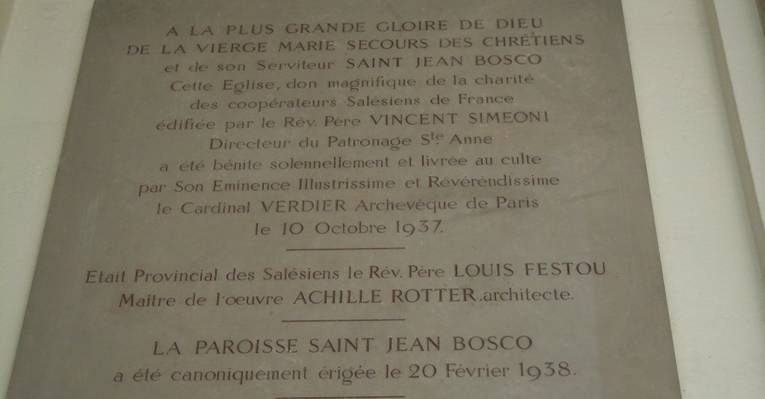 A LA PLUS GRANDE GLOIRE DE DIEU
DE LA VIERGE MARIE SECOURS DES CHRÉTIENS
et de son Serviteur SAINT JEAN BOSCO
Cette Eglise, don magnifique de la charité
des coopérateurs Salésiens de France
édifiée par le Rév. Père VINCENT SIMEONI
Directeur du Patronage Ste Anne
a été bénite solennellement et livrée au culte
par Son Eminence Illustrissime et Révérendissime
le Cardinal VERDIER Archevêque de Paris
le 10 Octobre 1937.
Etait Provincial des Salésiens le Rév. Père LOUIS FESTOU
Maître de l'oeuvre ACHILLE ROTTER.architecte.
LA PAROISSE SAINT JEAN BOSCO
a été canoniquement érigée le 20 Février 1938.